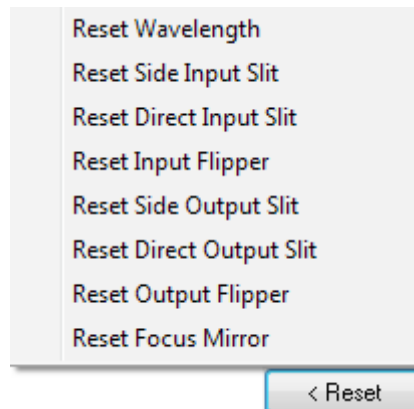 Reset Wavelength
Reset Side Input Slit
Reset Direct Input Slit
Reset Input Flipper
Reset Side Output Slit
Reset Direct Output Slit
Reset Output Flipper
Reset Focus Mirror
< Reset